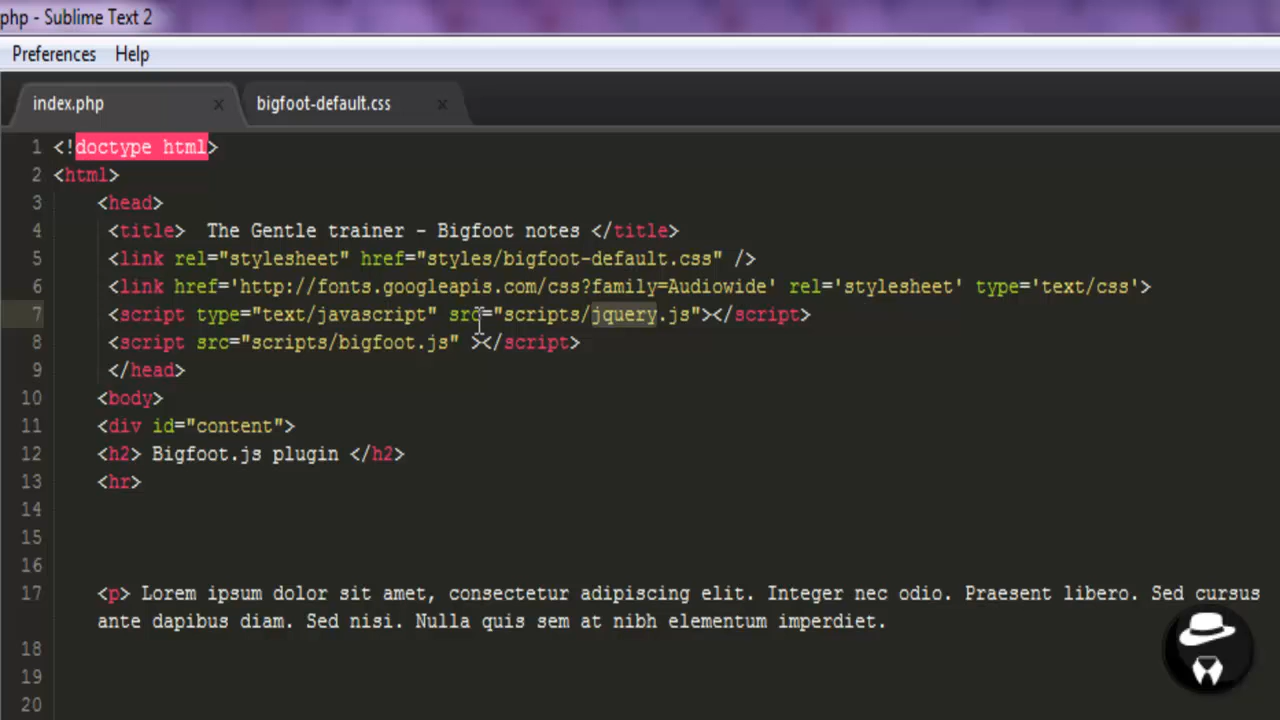 php - Sublime Text 2
Preferences Help
index.php × bigfoot-default.css ×
1 <!doctype html>
2 <html>
3 <head>
4 <title>  The Gentle trainer - Bigfoot notes </title>
5 <link rel="stylesheet" href="styles/bigfoot-default.css" />
6 <link href='http://fonts.googleapis.com/css?family=Audiowide' rel='stylesheet' type='text/css'>
7 <script type="text/javascript" src="scripts/jquery.js"></script>
8 <script src="scripts/bigfoot.js" ></script>
9 </head>
10 <body>
11 <div id="content">
12 <h2> Bigfoot.js plugin </h2>
13 <hr>
14
15
16
17 <p> Lorem ipsum dolor sit amet, consectetur adipiscing elit. Integer nec odio. Praesent libero. Sed cursus
ante dapibus diam. Sed nisi. Nulla quis sem at nibh elementum imperdiet.
18
19
20